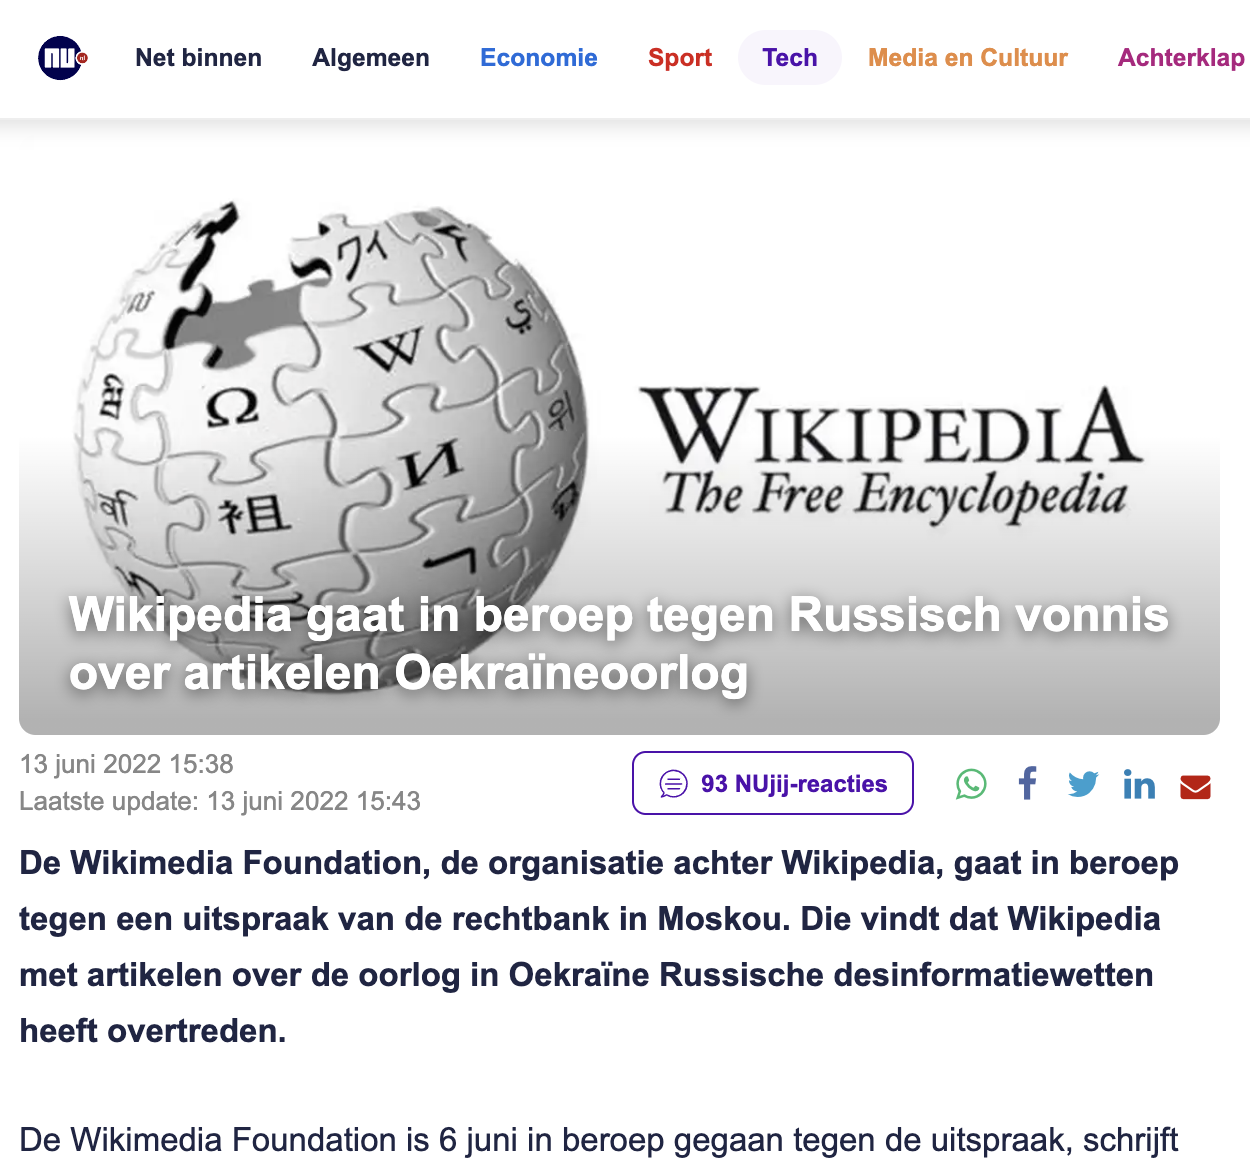 NU nl
Net binnen Algemeen Economie Sport Tech Media en Cultuur Achterklap
ワイ
W
Ω
И
위
祖
WIKIPEDIA
The Free Encyclopedia
Wikipedia gaat in beroep tegen Russisch vonnis
over artikelen Oekraïneoorlog
13 juni 2022 15:38
Laatste update: 13 juni 2022 15:43
93 NUjij-reacties
De Wikimedia Foundation, de organisatie achter Wikipedia, gaat in beroep
tegen een uitspraak van de rechtbank in Moskou. Die vindt dat Wikipedia
met artikelen over de oorlog in Oekraïne Russische desinformatiewetten
heeft overtreden.
De Wikimedia Foundation is 6 juni in beroep gegaan tegen de uitspraak, schrijft